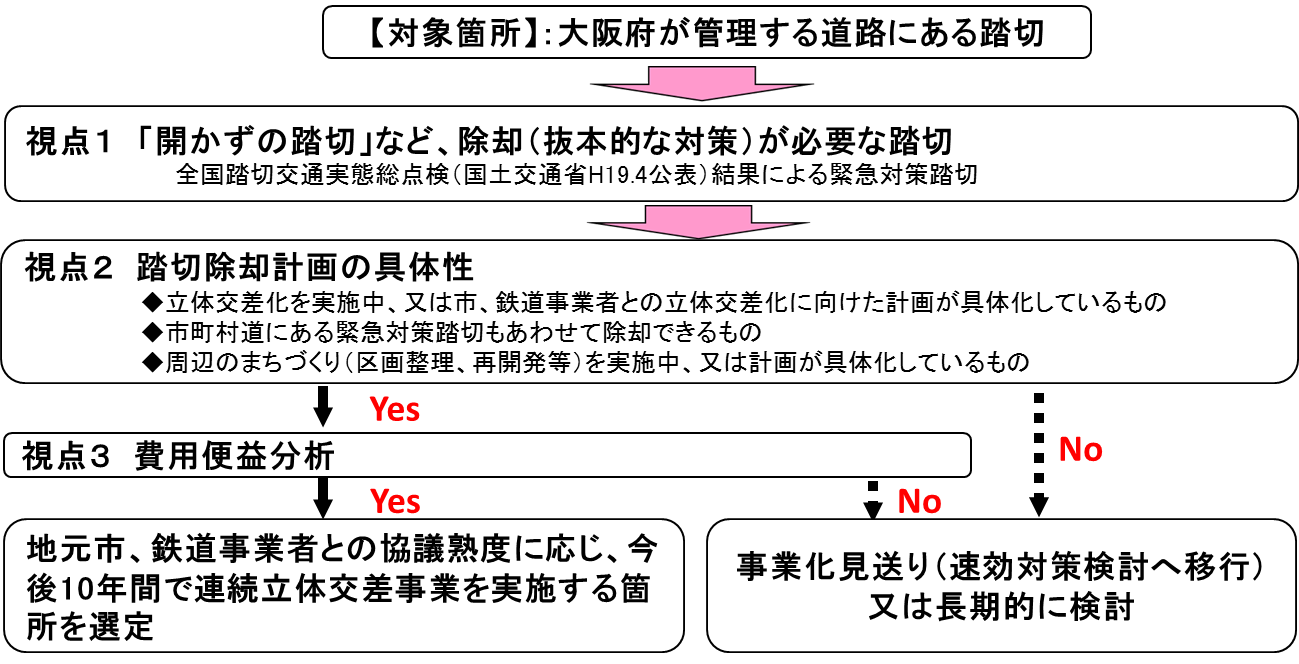 【対象箇所】：大阪府が管理する道路にある踏切
視点１　「開かずの踏切」など、除却（抜本的な対策）が必要な踏切
全国踏切交通実態総点検（国土交通省H19.4公表）結果による緊急対策踏切
視点２　踏切除却計画の具体性
◆立体交差化を実施中、又は市、鉄道事業者との立体交差化に向けた計画が具体化しているもの
◆市町村道にある緊急対策踏切もあわせて除却できるもの
◆周辺のまちづくり（区画整理、再開発等）を実施中、又は計画が具体化しているもの
Yes
No
視点３　費用便益分析
Yes
No
地元市、鉄道事業者との協議熟度に応じ、今
後10年間で連続立体交差事業を実施する箇
所を選定
事業化見送り（速効対策検討へ移行）
又は長期的に検討